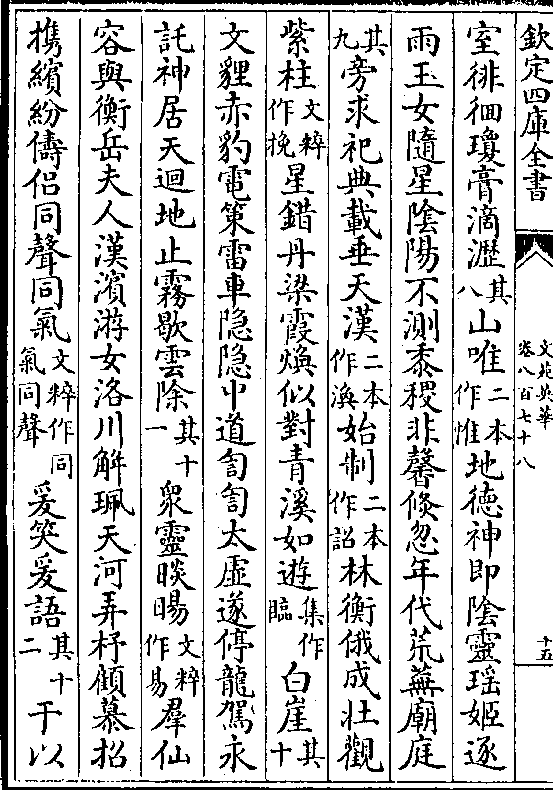 欽定四庫全書
文苑英華
卷八百七十八
十五
室徘徊瓊膏滴瀝其八山唯二本作惟地德神即陰靈瑶姬逐
雨玉女隨星陰陽不測黍稷非馨倐忽年代荒蕪廟庭
其九旁求祀典載垂天漢二本作渙始制二本作詔林衡俄成壮觀
紫柱文粹作挽星錯丹梁霞煥似對青溪如遊集作臨白崖其十
文貍赤豹電策雷車隐隐中道訇訇太虚遂停龍駕永
託神居天迴地止霧歇雲除其十一衆靈睒暘文粹作易羣仙
容與衡岳夫人漢濱游女洛川解珮天河弄杼顧慕招
携繽紛儔侣同聲同氣文粹作同氣同聲爰笑爰語其十二于以